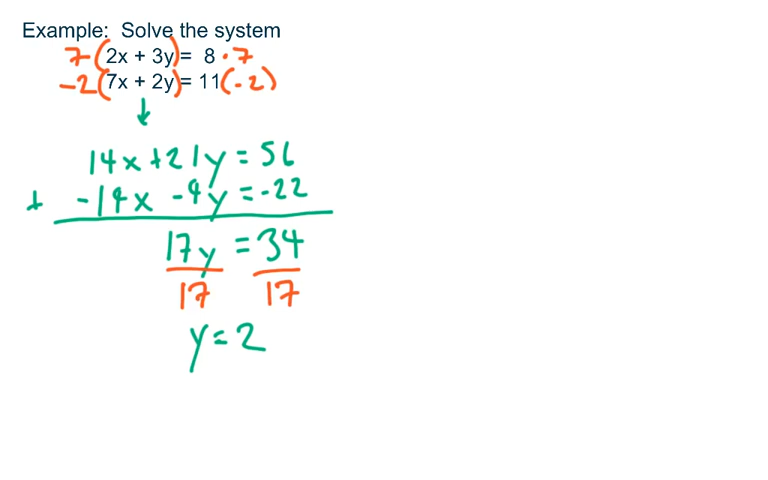 Example: Solve the system
7(2x + 3y) = 8 · 7
-2(7x + 2y) = 11(-2)
↓
14x + 21y = 56
+ -14x - 4y = -22
17y = 34
17 17
y = 2